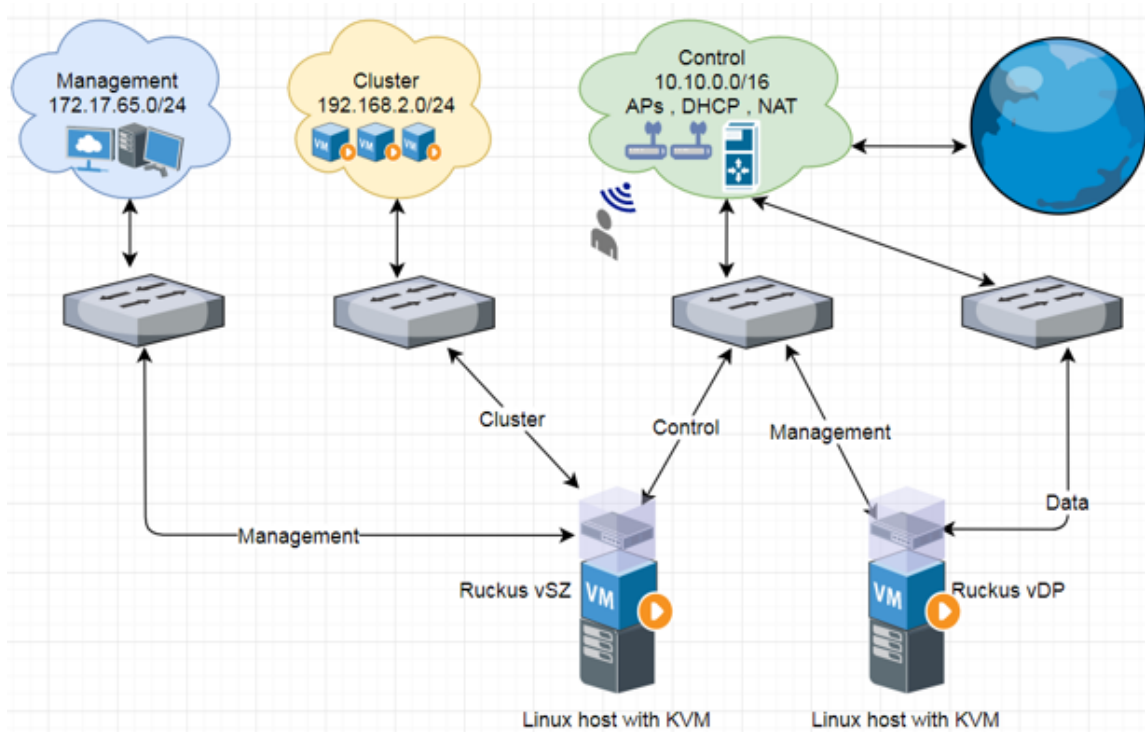 Management
172.17.65.0/24
Cluster
192.168.2.0/24
Control
10.10.0.0/16
APs , DHCP , NAT
VM
VM
VM
Cluster
Control
Management
Data
Management
Ruckus vSZ
VM
VM
Ruckus vDP
Linux host with KVM
Linux host with KVM